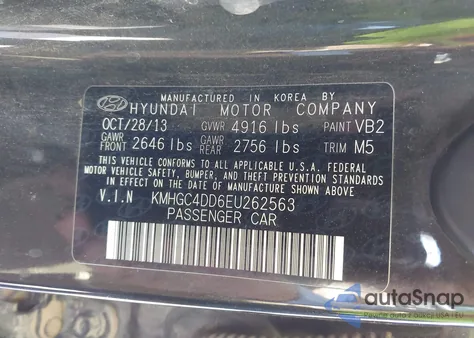 MANUFACTURED IN KOREA BY
HYUNDAI MOTOR COMPANY
OCT/28/13 GVWR 4916 lbs PAINT VB2
GAWR FRONT 2646 lbs GAWR REAR 2756 lbs TRIM M5
THIS VEHICLE CONFORMS TO ALL APPLICABLE U.S.A. FEDERAL
MOTOR VEHICLE SAFETY, BUMPER, AND THEFT PREVENTION
STANDARDS IN EFFECT ON THE DATE OF MANUFACTURE SHOWN ABOVE
V.I.N KMHGC4DD6EU262563
PASSENGER CAR
autoSnap